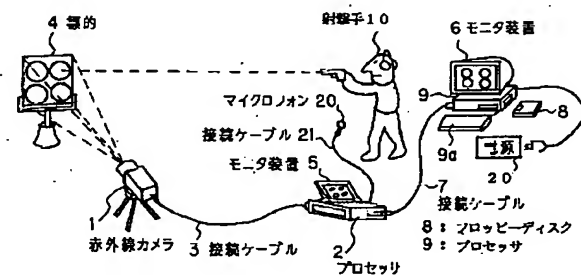 4 標的
射撃手10
6 モニタ装置
マイクロフォン 20
接続ケーブル 21
モニタ装置 5
9
8
9a
電源
20
7
接続ケーブル
1
赤外線カメラ
3 接続ケーブル
2
プロセッサ
8：フロッピーディスク
9：プロセッサ